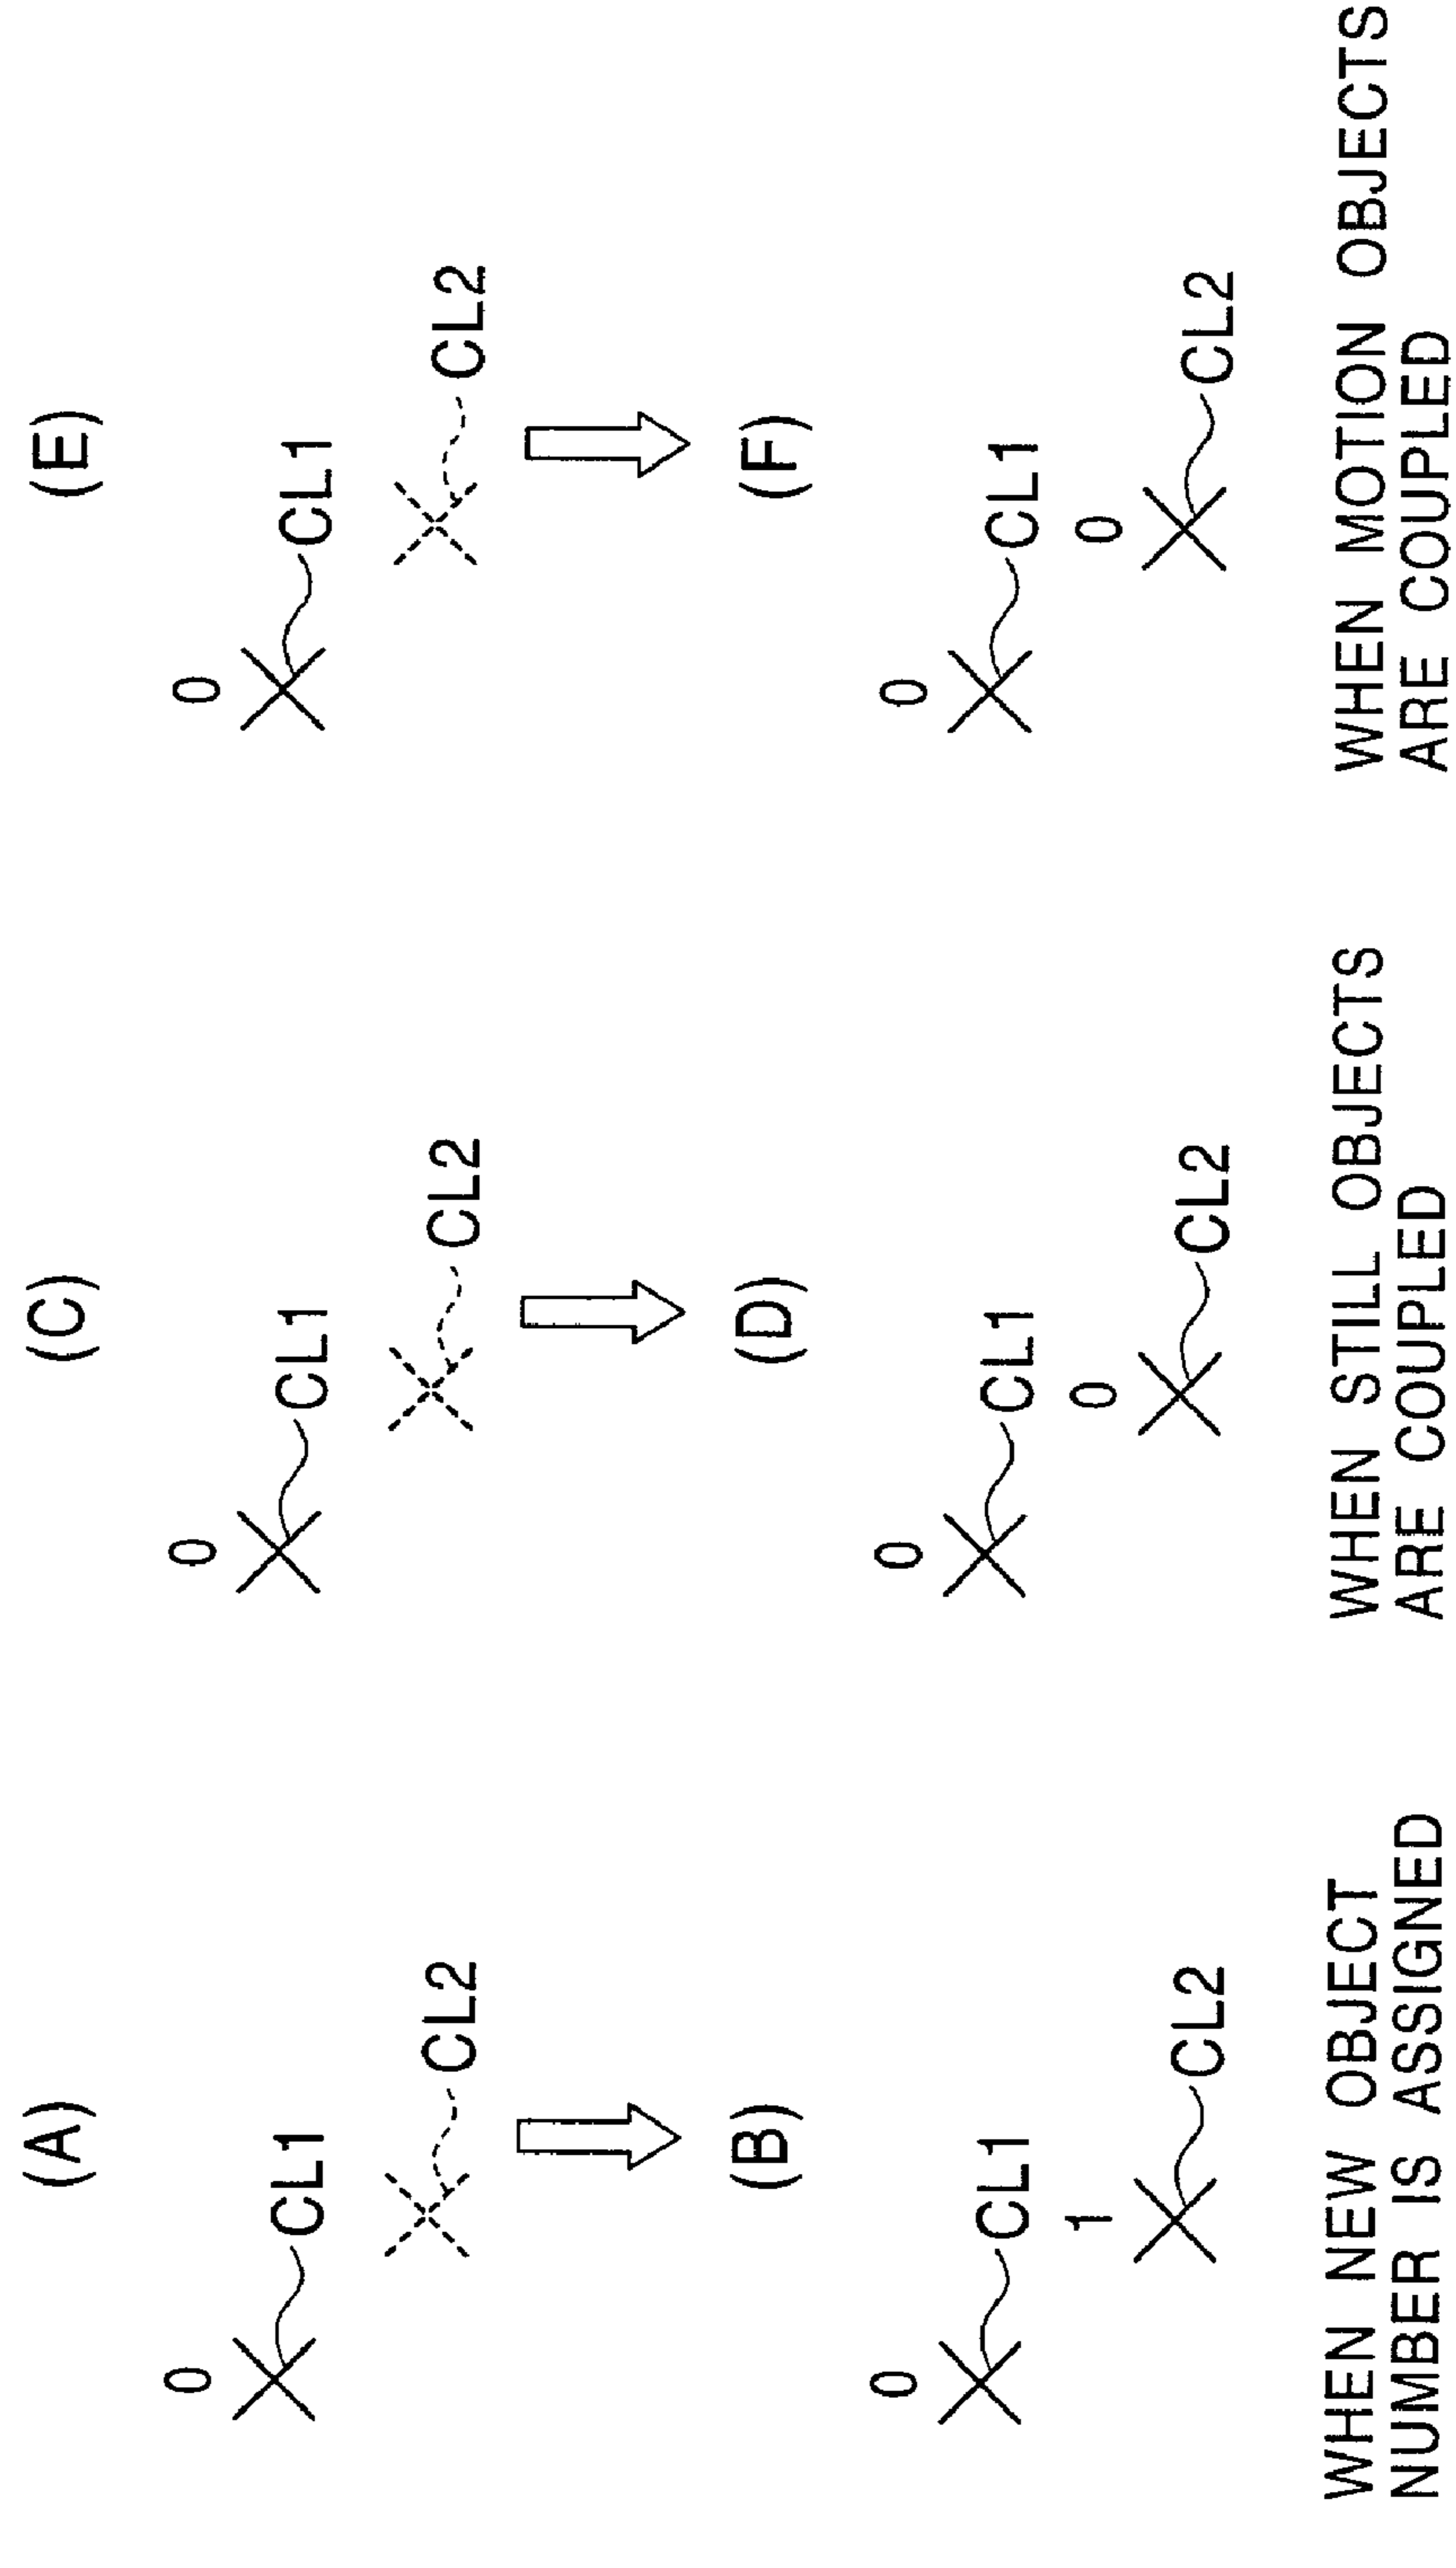 (A)
0
CL1
CL2
(B)
0
CL1
1
CL2
WHEN NEW OBJECT
NUMBER IS ASSIGNED
(C)
0
CL1
CL2
(D)
0
CL1
0
CL2
WHEN STILL OBJECTS
ARE COUPLED
(E)
0
CL1
CL2
(F)
0
CL1
0
CL2
WHEN MOTION OBJECTS
ARE COUPLED